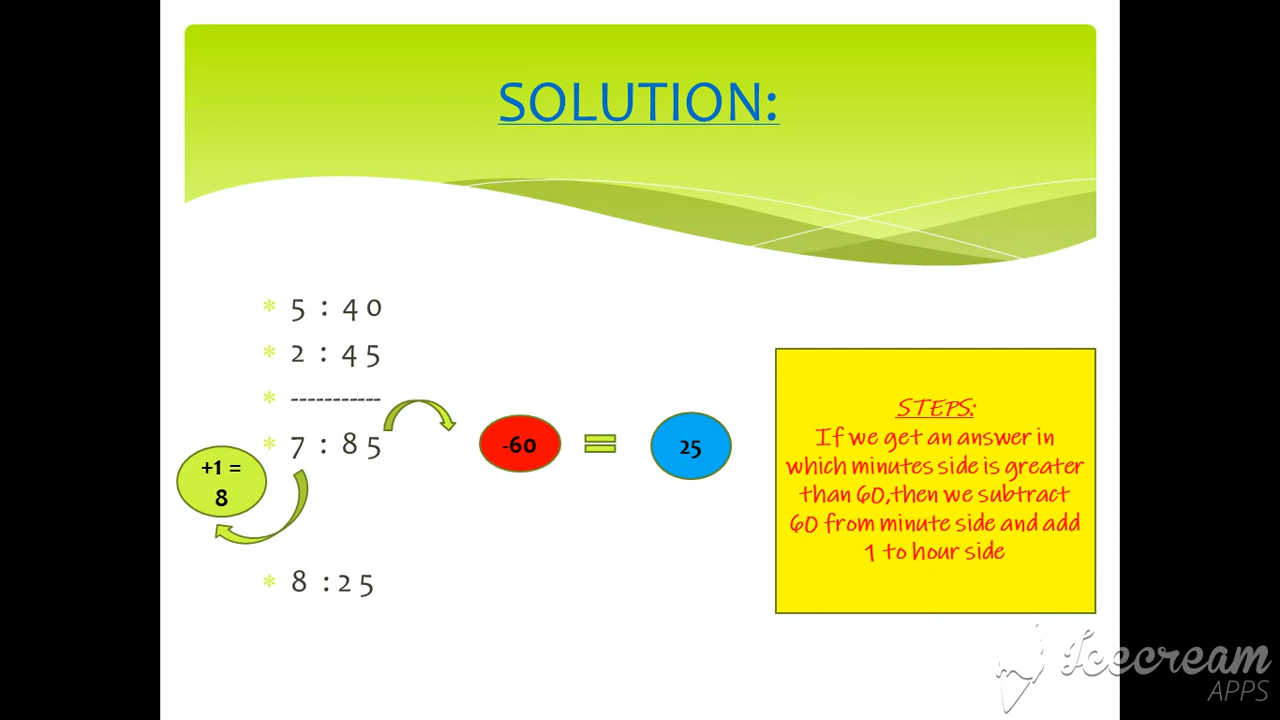 SOLUTION:
* 5 : 4 0
* 2 : 4 5
* -----------
* 7 : 8 5
-60
=
25
+1 =
8
* 8 : 2 5
STEPS:
If we get an answer in
which minutes side is greater
than 60,then we subtract
60 from minute side and add
1 to hour side
Icecream
APPS